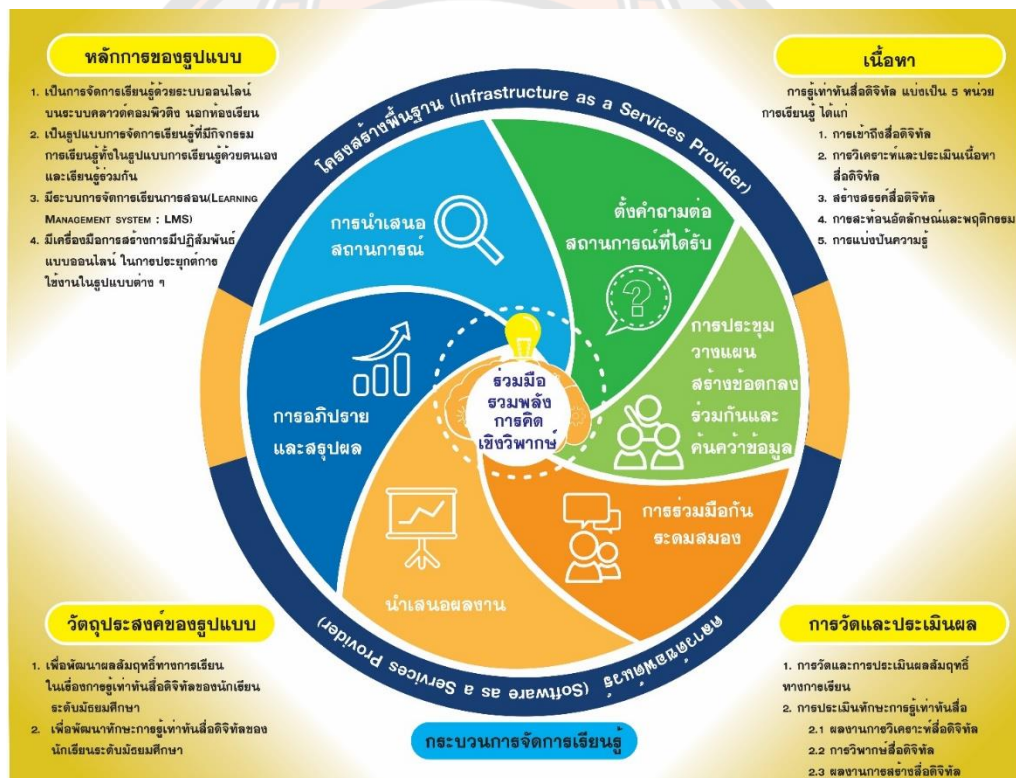 หลักการของรูปแบบ
1. เป็นการจัดการเรียนรู้ด้วยระบบออนไลน์
บนระบบคลาวด์คอมพิวติง นอกห้องเรียน
2. เป็นรูปแบบการจัดการเรียนรู้ที่มีกิจกรรม
การเรียนรู้ทั้งในรูปแบบการเรียนรู้ด้วยตนเอง
และเรียนรู้ร่วมกัน
3. มีระบบการจัดการเรียนการสอน(LEARNING
MANAGEMENT SYSTEM : LMS)
4. มีเครื่องมือการสร้างการมีปฏิสัมพันธ์
แบบออนไลน์ ในการประยุกต์การ
ใช้งานในรูปแบบต่าง ๆ
เนื้อหา
การรู้เท่าทันสื่อดิจิทัล แบ่งเป็น 5 หน่วย
การเรียนรู้ ได้แก่
1. การเข้าถึงสื่อดิจิทัล
2. การวิเคราะห์และประเมินเนื้อหา
สื่อดิจิทัล
3. สร้างสรรค์สื่อดิจิทัล
4. การสะท้อนอัตลักษณ์และพฤติกรรม
5. การแบ่งปันความรู้
โครงสร้างพื้นฐาน (Infrastructure as a Services Provider)
การนำเสนอ
สถานการณ์
ตั้งคำถามต่อ
สถานการณ์ที่ได้รับ
?
การประชุม
วางแผน
สร้างข้อตกลง
ร่วมกันและ
ค้นคว้าข้อมูล
การร่วมมือกัน
ระดมสมอง
นำเสนอผลงาน
การอภิปราย
และสรุปผล
ร่วมมือ
รวมพลัง
การคิด
เชิงวิพากษ์
คลาวด์ซอฟต์แวร์ (Software as a Services Provider)
กระบวนการจัดการเรียนรู้
วัตถุประสงค์ของรูปแบบ
1. เพื่อพัฒนาผลสัมฤทธิ์ทางการเรียน
ในเรื่องการรู้เท่าทันสื่อดิจิทัลของนักเรียน
ระดับมัธยมศึกษา
2. เพื่อพัฒนาทักษะการรู้เท่าทันสื่อดิจิทัลของ
นักเรียนระดับมัธยมศึกษา
การวัดและประเมินผล
1. การวัดและการประเมินผลสัมฤทธิ์
ทางการเรียน
2. การประเมินทักษะการรู้เท่าทันสื่อ
2.1 ผลงานการวิเคราะห์สื่อดิจิทัล
2.2 การวิพากษ์สื่อดิจิทัล
2.3 ผลงานการสร้างสื่อดิจิทัล